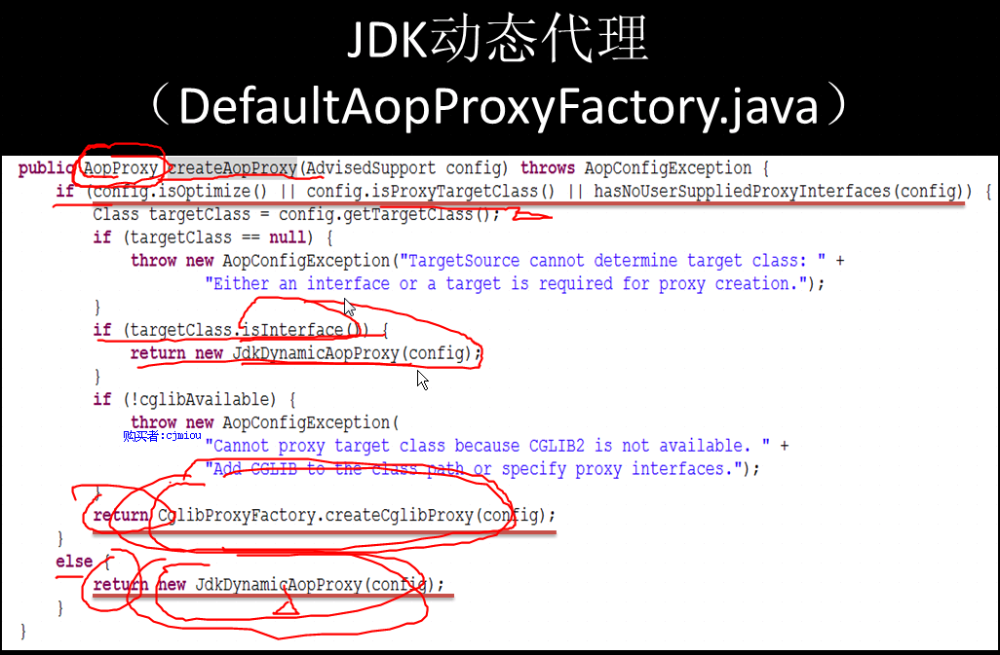 JDK动态代理
（DefaultAopProxyFactory.java）
public AopProxy createAopProxy(AdvisedSupport config) throws AopConfigException {
if (config.isOptimize() || config.isProxyTargetClass() || hasNoUserSuppliedProxyInterfaces(config)) {
Class targetClass = config.getTargetClass();
if (targetClass == null) {
throw new AopConfigException("TargetSource cannot determine target class: " +
"Either an interface or a target is required for proxy creation.");
}
if (targetClass.isInterface()) {
return new JdkDynamicAopProxy(config);
}
if (!cglibAvailable) {
throw new AopConfigException(
购买者:cjmiou
"Cannot proxy target class because CGLIB2 is not available. " +
"Add CGLIB to the class path or specify proxy interfaces.");
}
return CglibProxyFactory.createCglibProxy(config);
}
else {
return new JdkDynamicAopProxy(config);
}
}